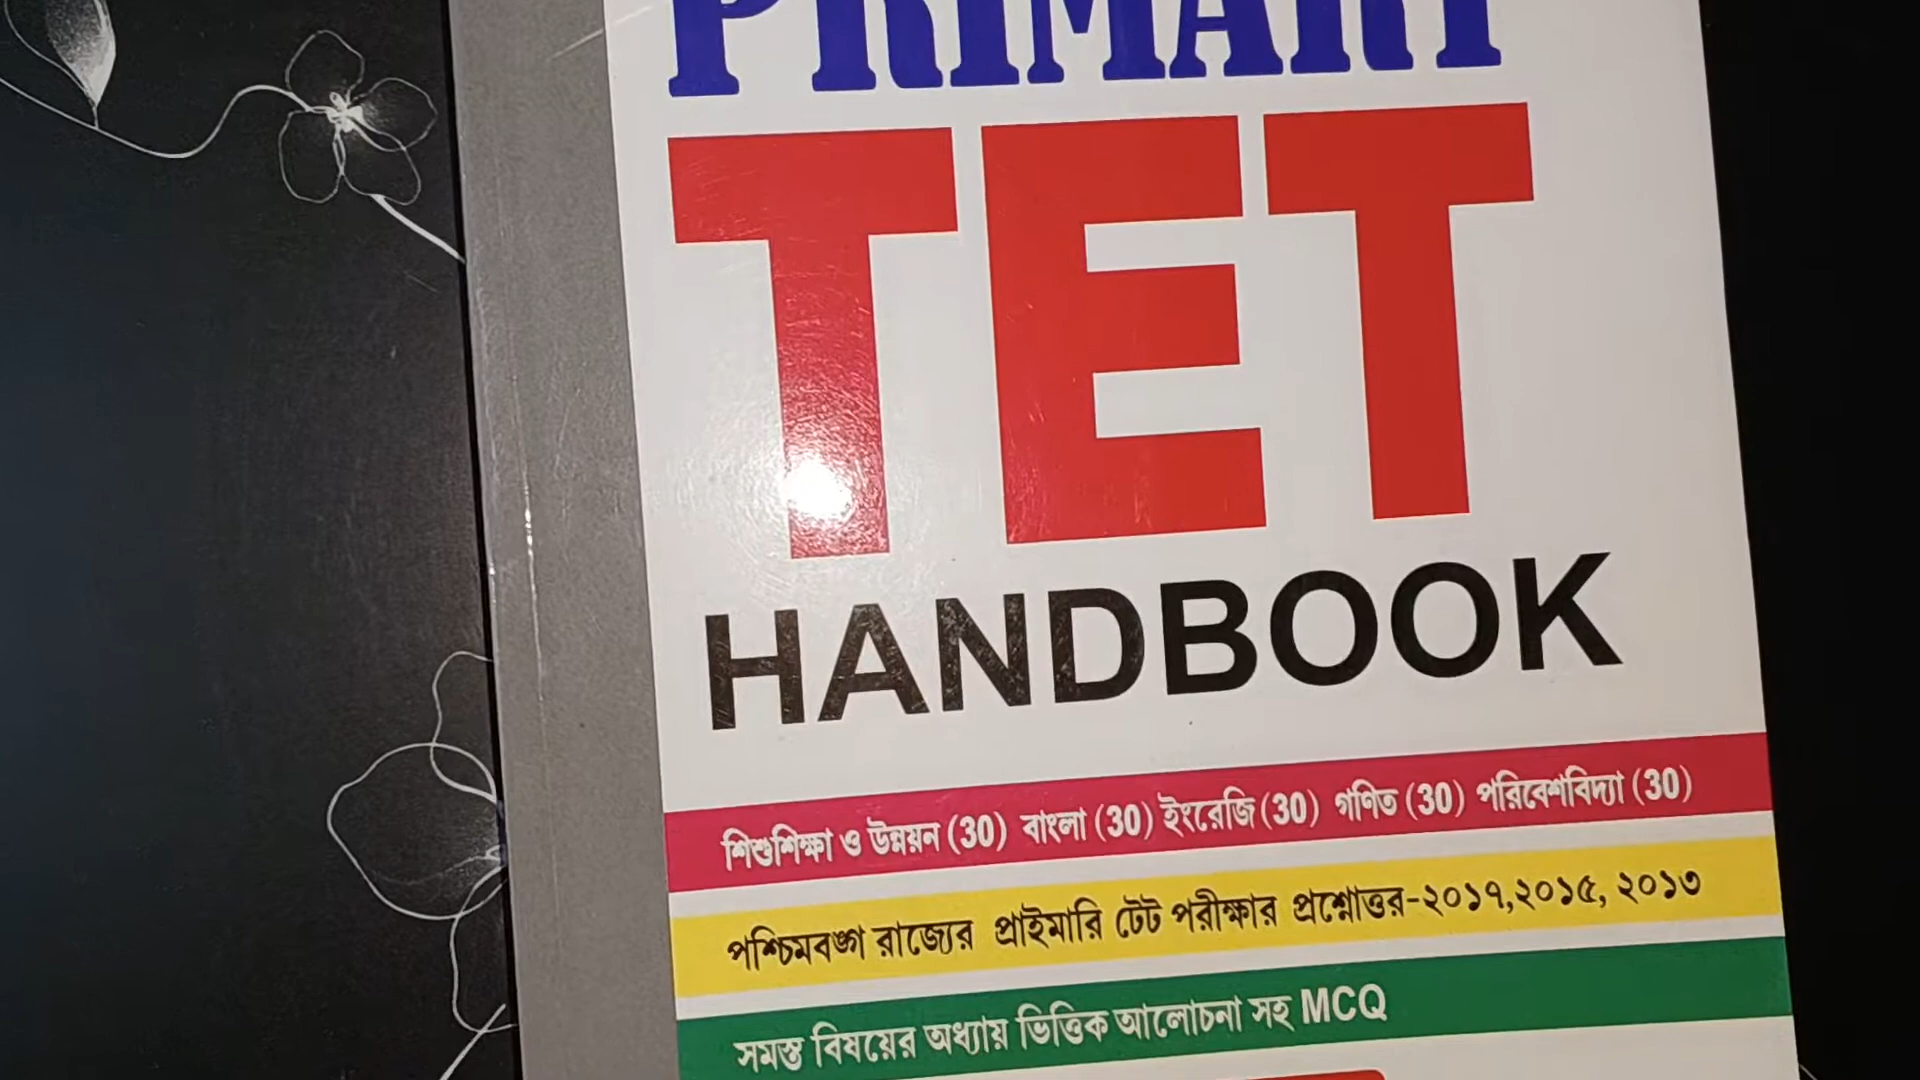 PRIMARY
TET
HANDBOOK
শিশুশিক্ষা ও উন্নয়ন (30) বাংলা (30) ইংরেজি (30) গণিত (30) পরিবেশবিদ্যা (30)
পশ্চিমবঙ্গ রাজ্যের প্রাইমারি টেট পরীক্ষার প্রশ্নোত্তর-২০১৭,২০১৫, ২০১৩
সমস্ত বিষয়ের অধ্যায় ভিত্তিক আলোচনা সহ MCQ